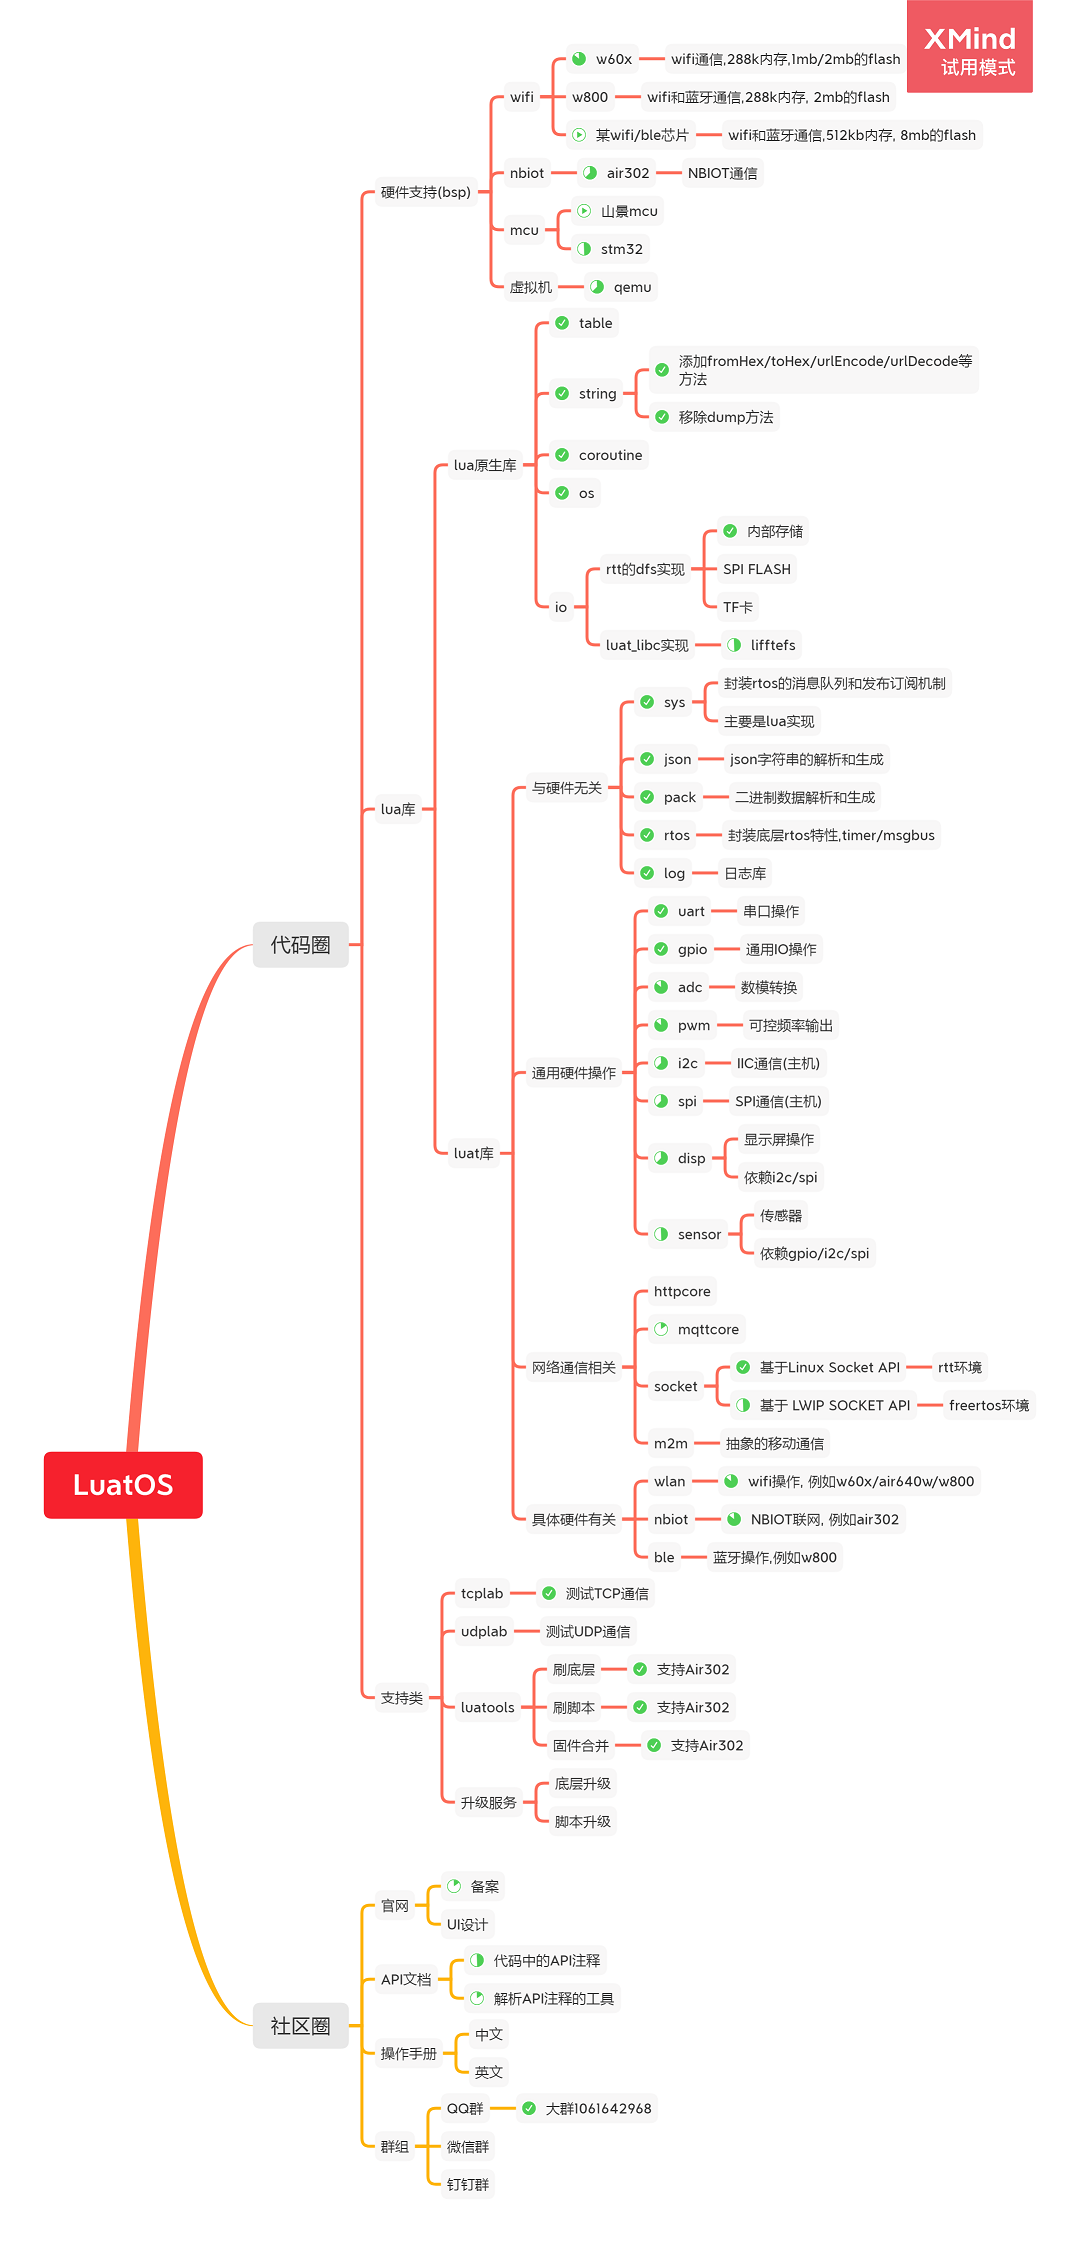 XMind
试用模式
w60x
wifi通信,288k内存,1mb/2mb的flash
wifi
w800
wifi和蓝牙通信,288k内存, 2mb的flash
某wifi/ble芯片
wifi和蓝牙通信,512kb内存, 8mb的flash
硬件支持(bsp)
nbiot
air302
NBIOT通信
mcu
山景mcu
stm32
虚拟机
qemu
table
string
添加fromHex/toHex/urlEncode/urlDecode等
方法
移除dump方法
lua原生库
coroutine
os
io
rtt的dfs实现
内部存储
SPI FLASH
TF卡
luat_libc实现
lifftefs
lua库
与硬件无关
sys
封装rtos的消息队列和发布订阅机制
主要是lua实现
json
json字符串的解析和生成
pack
二进制数据解析和生成
rtos
封装底层rtos特性,timer/msgbus
log
日志库
代码圈
通用硬件操作
uart
串口操作
gpio
通用IO操作
adc
数模转换
pwm
可控频率输出
i2c
IIC通信(主机)
spi
SPI通信(主机)
luat库
disp
显示屏操作
依赖i2c/spi
sensor
传感器
依赖gpio/i2c/spi
网络通信相关
httpcore
mqttcore
socket
基于Linux Socket API
rtt环境
基于 LWIP SOCKET API
freertos环境
m2m
抽象的移动通信
LuatOS
具体硬件有关
wlan
wifi操作, 例如w60x/air640w/w800
nbiot
NBIOT联网, 例如air302
ble
蓝牙操作,例如w800
支持类
tcplab
测试TCP通信
udplab
测试UDP通信
luatools
刷底层
支持Air302
刷脚本
支持Air302
固件合并
支持Air302
升级服务
底层升级
脚本升级
官网
备案
UI设计
API文档
代码中的API注释
解析API注释的工具
社区圈
操作手册
中文
英文
群组
QQ群
大群1061642968
微信群
钉钉群